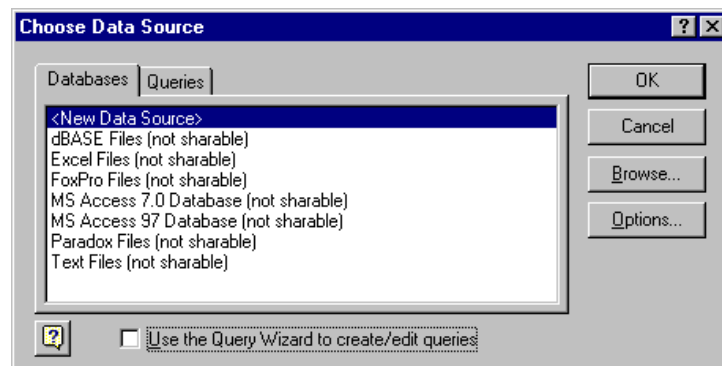 Choose Data Source
Databases
Queries
<New Data Source>
dBASE Files (not sharable)
Excel Files (not sharable)
FoxPro Files (not sharable)
MS Access 7.0 Database (not sharable)
MS Access 97 Database (not sharable)
Paradox Files (not sharable)
Text Files (not sharable)
OK
Cancel
Browse...
Options...
Use the Query Wizard to create/edit queries